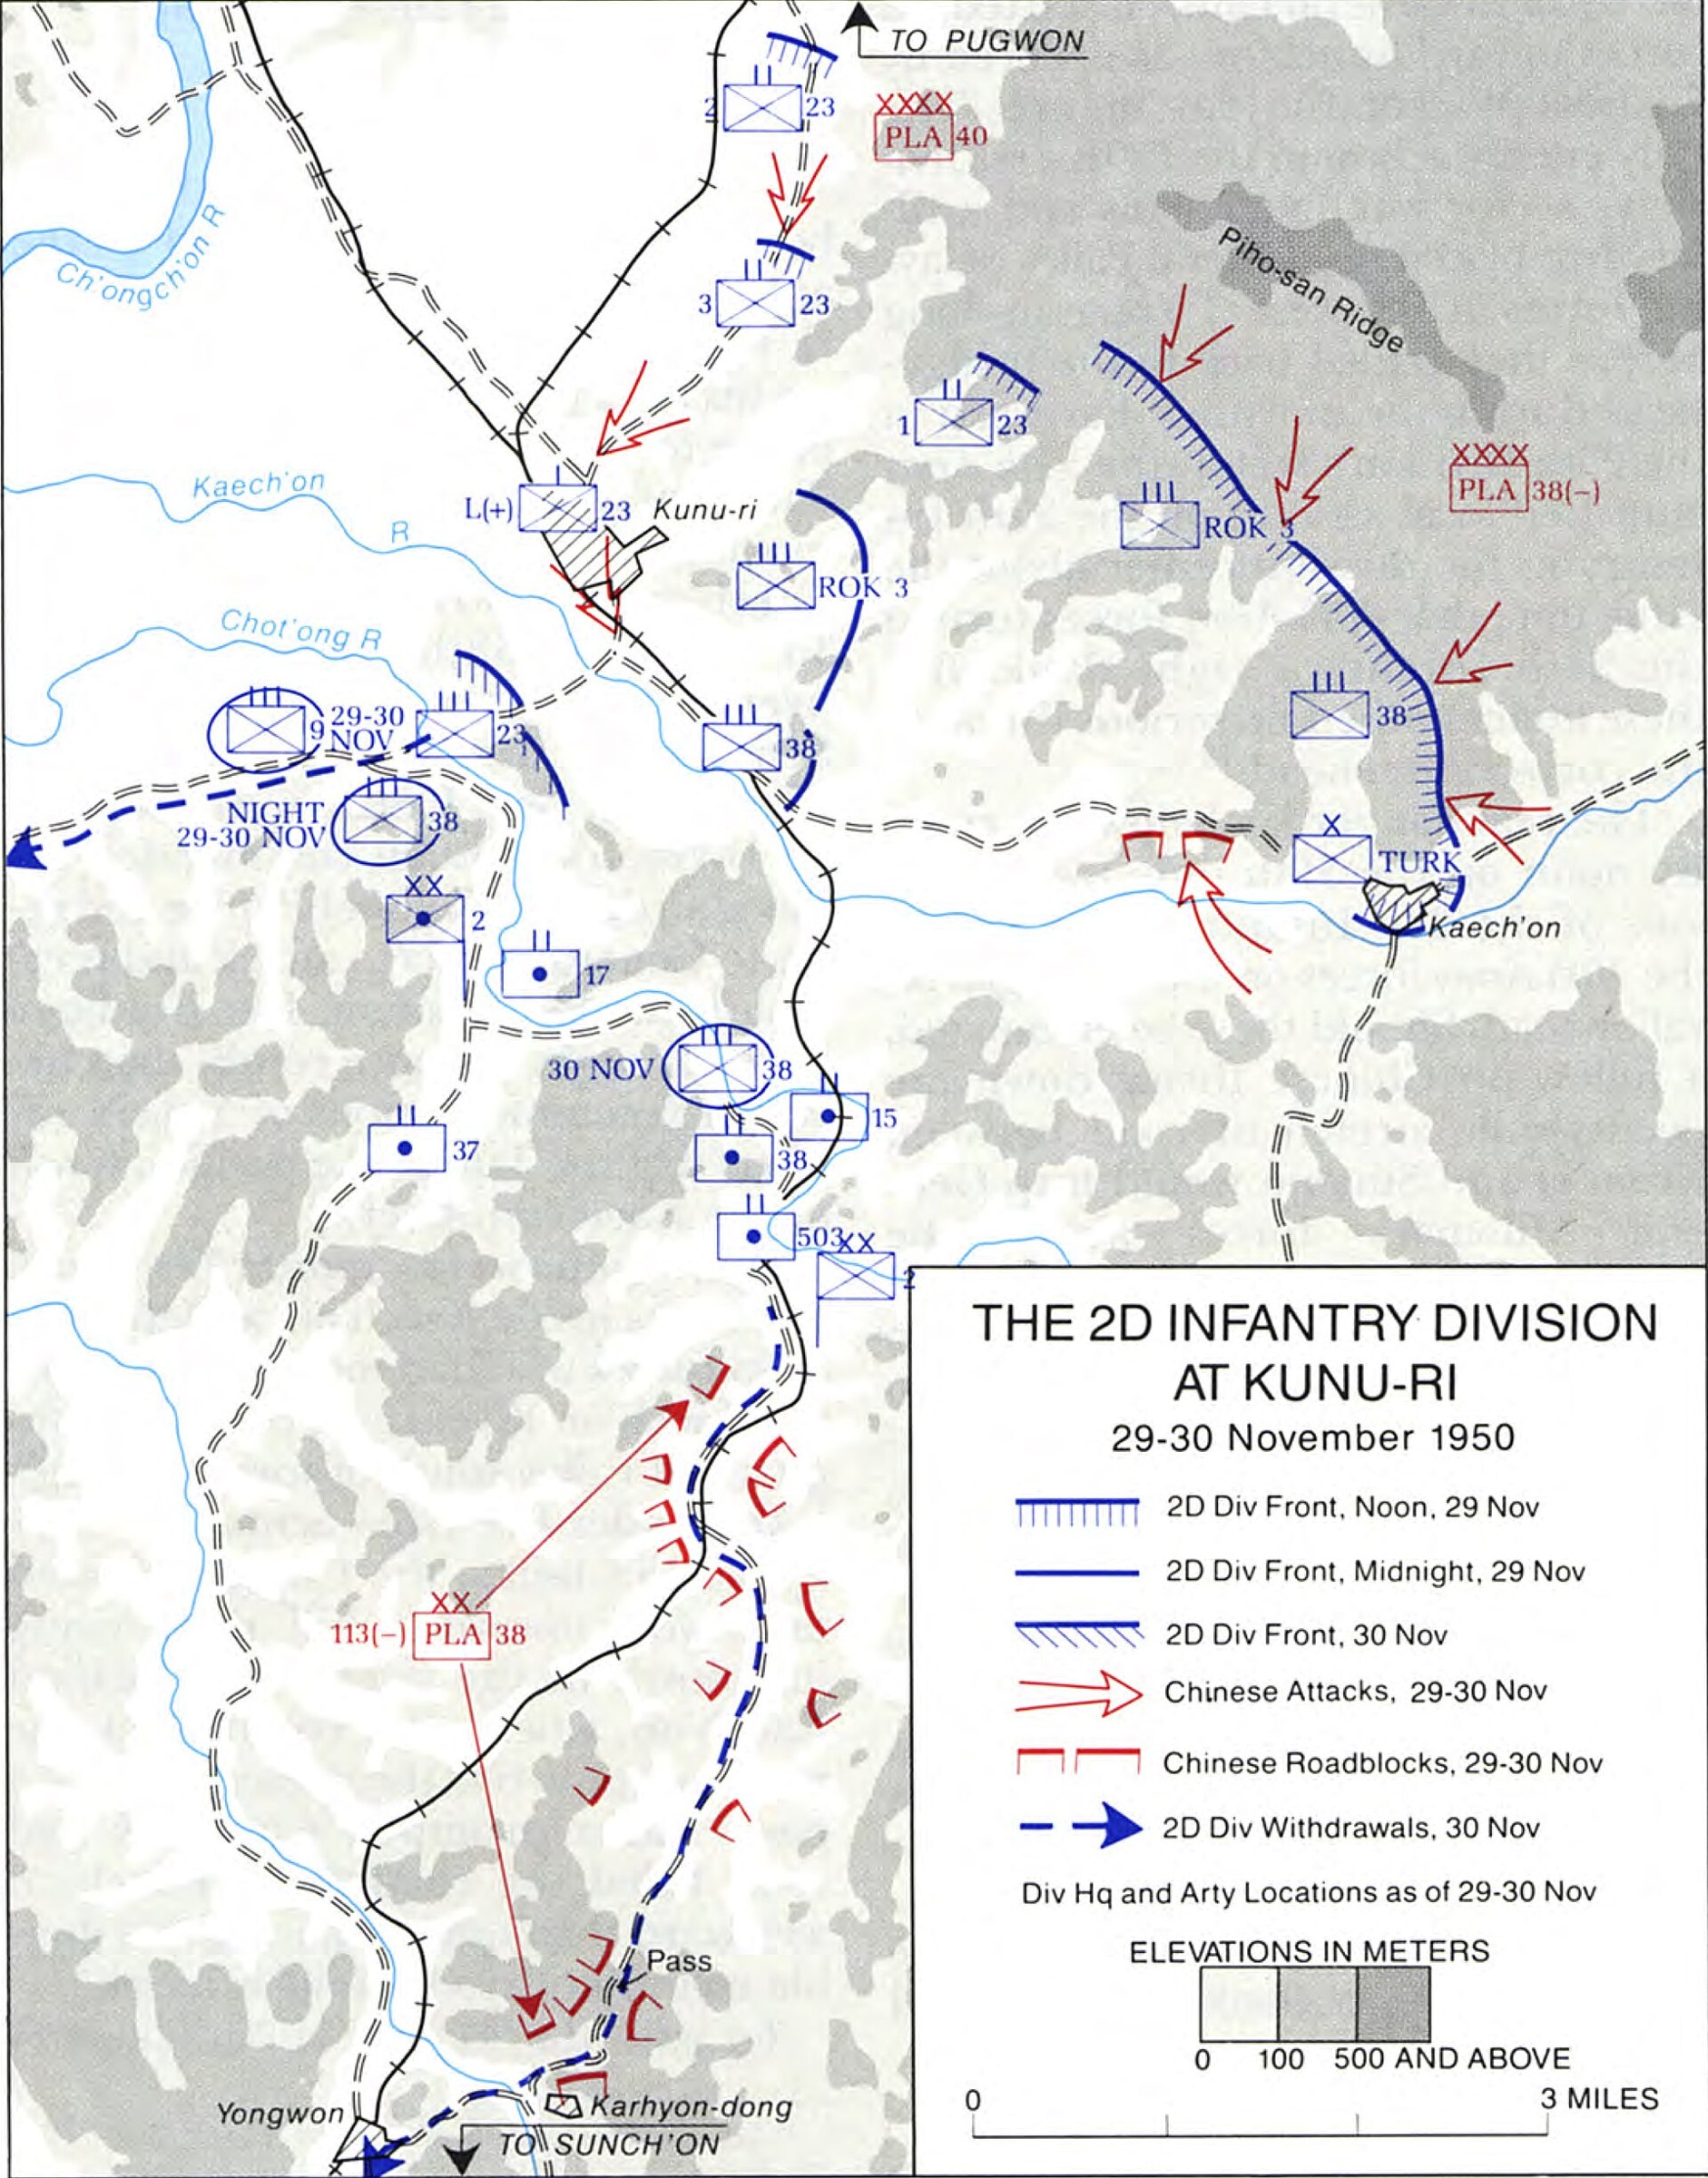 TO PUGWON
2 23
XXXX
PLA 40
Ch'ongch'on R
Piho-san Ridge
3 23
1 23
XXXX
PLA 38(-)
Kaech'on
R
L(+) 23 Kunu-ri
ROK 3
ROK 3
Chot'ong R
38
9 29-30
NOV
23
38
NIGHT
29-30 NOV
38
X
TURK
XX
2
Kaech'on
17
30 NOV 38
15
37
38
503
XX
2
THE 2D INFANTRY DIVISION
AT KUNU-RI
29-30 November 1950
2D Div Front, Noon, 29 Nov
2D Div Front, Midnight, 29 Nov
2D Div Front, 30 Nov
Chinese Attacks, 29-30 Nov
Chinese Roadblocks, 29-30 Nov
2D Div Withdrawals, 30 Nov
Div Hq and Arty Locations as of 29-30 Nov
ELEVATIONS IN METERS
0 100 500 AND ABOVE
0 3 MILES
XX
113(-) PLA 38
Pass
Yongwon
Karhyon-dong
TO SUNCH'ON